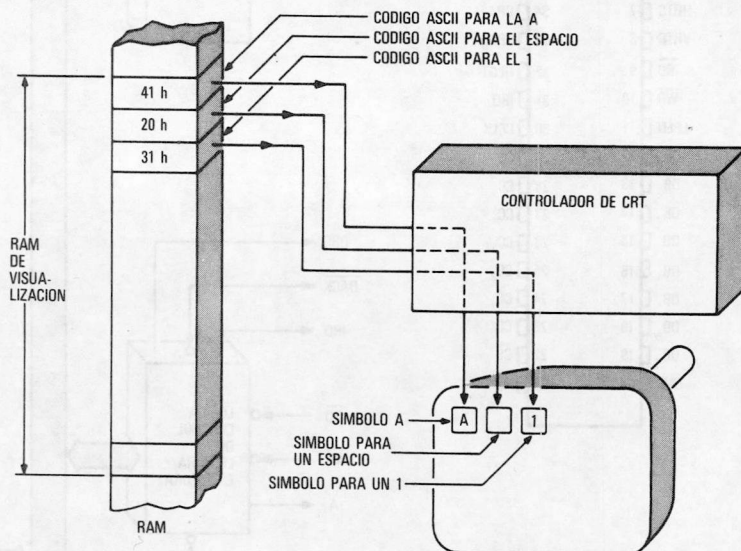 CODIGO ASCII PARA LA A
CODIGO ASCII PARA EL ESPACIO
CODIGO ASCII PARA EL 1
41 h
20 h
31 h
CONTROLADOR DE CRT
RAM
DE
VISUA-
LIZACION
SIMBOLO A
A
1
SIMBOLO PARA
UN ESPACIO
SIMBOLO PARA UN 1
RAM